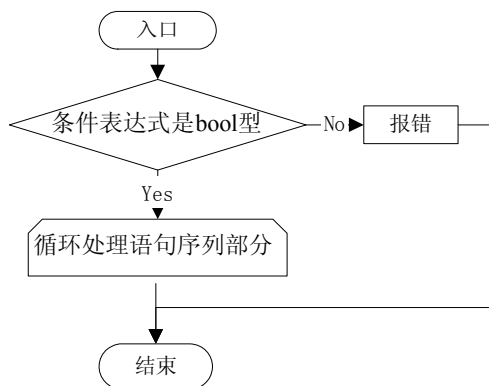 入口
条件表达式是bool型
No
报错
Yes
循环处理语句序列部分
结束